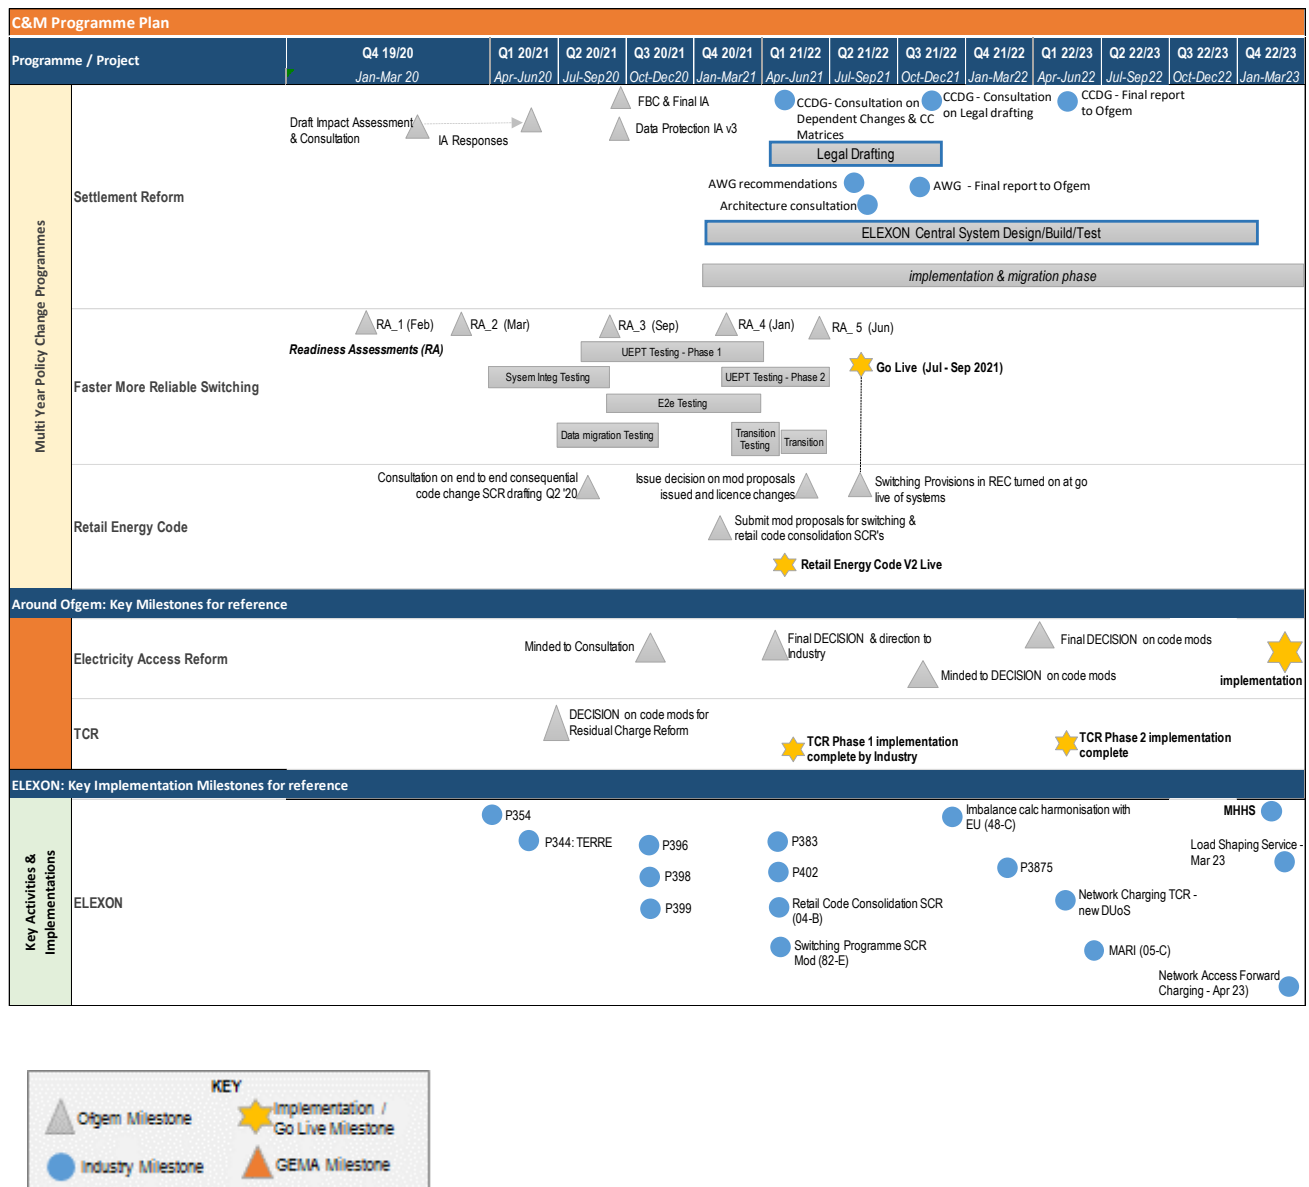 C&M Programme Plan
Programme / Project
Q4 19/20
Q1 20/21
Q2 20/21
Q3 20/21
Q4 20/21
Q1 21/22
Q2 21/22
Q3 21/22
Q4 21/22
Q1 22/23
Q2 22/23
Q3 22/23
Q4 22/23
Jan-Mar 20
Apr-Jun20
Jul-Sep20
Oct-Dec20
Jan-Mar21
Apr-Jun21
Jul-Sep21
Oct-Dec21
Jan-Mar22
Apr-Jun22
Jul-Sep22
Oct-Dec22
Jan-Mar23
Multi Year Policy Change Programmes
Settlement Reform
Draft Impact Assessment
& Consultation
IA Responses
FBC & Final IA
Data Protection IA v3
CCDG- Consultation on
Dependent Changes & CC
Matrices
CCDG - Consultation
on Legal drafting
CCDG - Final report
to Ofgem
Legal Drafting
AWG recommendations
AWG - Final report to Ofgem
Architecture consultation
ELEXON Central System Design/Build/Test
implementation & migration phase
Faster More Reliable Switching
RA_1 (Feb)
RA_2 (Mar)
RA_3 (Sep)
RA_4 (Jan)
RA_ 5 (Jun)
Readiness Assessments (RA)
UEPT Testing - Phase 1
Sysem Integ Testing
UEPT Testing - Phase 2
Go Live (Jul - Sep 2021)
E2e Testing
Data migration Testing
Transition
Testing
Transition
Retail Energy Code
Consultation on end to end consequential
code change SCR drafting Q2 '20
Issue decision on mod proposals
issued and licence changes
Switching Provisions in REC turned on at go
live of systems
Submit mod proposals for switching &
retail code consolidation SCR's
Retail Energy Code V2 Live
Around Ofgem: Key Milestones for reference
Electricity Access Reform
Minded to Consultation
Final DECISION & direction to
Industry
Final DECISION on code mods
Minded to DECISION on code mods
implementation
TCR
DECISION on code mods for
Residual Charge Reform
TCR Phase 1 implementation
complete by Industry
TCR Phase 2 implementation
complete
ELEXON: Key Implementation Milestones for reference
Key Activities &
Implementations
ELEXON
P354
P344: TERRE
P396
P398
P399
P383
P402
Retail Code Consolidation SCR
(04-B)
Switching Programme SCR
Mod (82-E)
Imbalance calc harmonisation with
EU (48-C)
P3875
Network Charging TCR -
new DUoS
MARI (05-C)
MHHS
Load Shaping Service -
Mar 23
Network Access Forward
Charging - Apr 23)
KEY
Ofgem Milestone
Implementation /
Go Live Milestone
Industry Milestone
GEMA Milestone